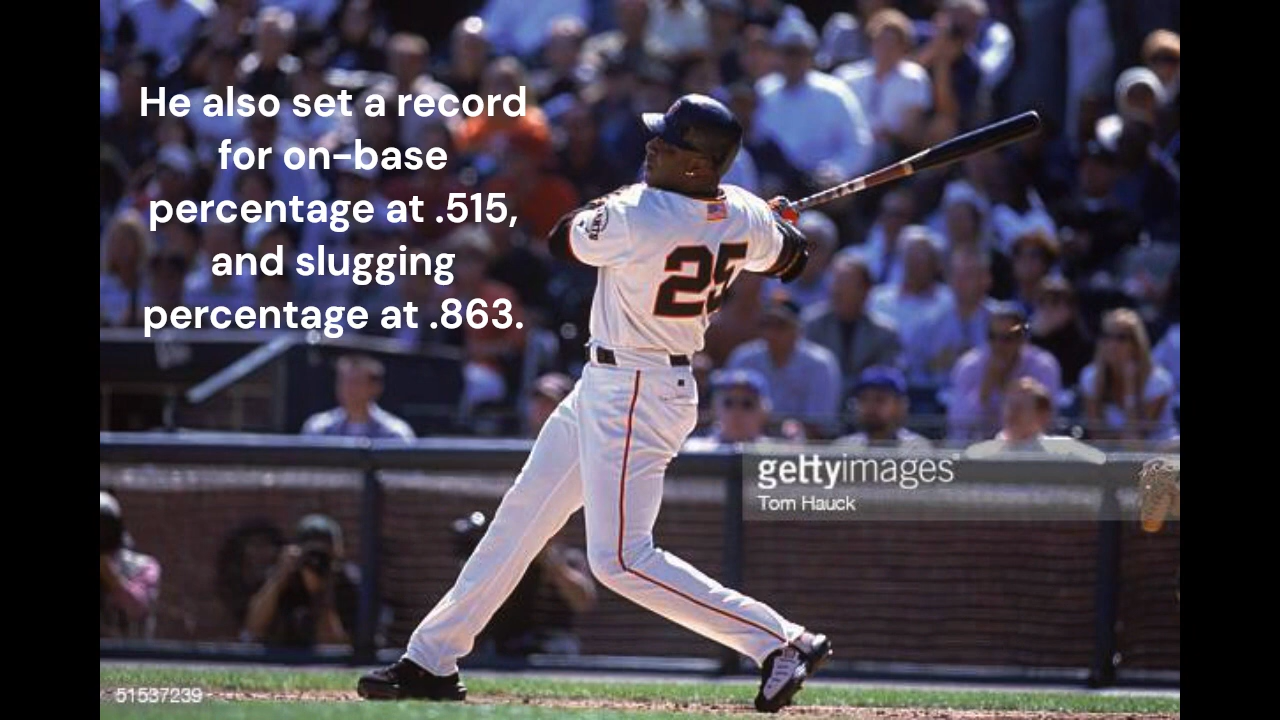 He also set a record
for on-base
percentage at .515,
and slugging
percentage at .863.
25
gettyimages
Tom Hauck
51537239